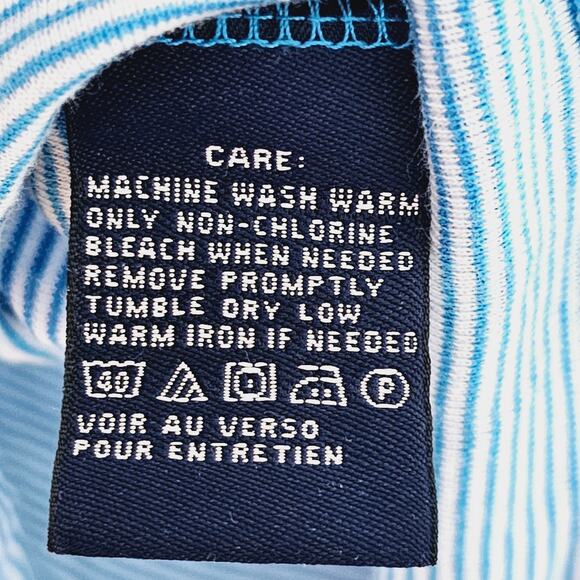 CARE:
MACHINE WASH WARM
ONLY NON-CHLORINE
BLEACH WHEN NEEDED
REMOVE PROMPTLY
TUMBLE DRY LOW
WARM IRON IF NEEDED
40 P
VOIR AU VERSO
POUR ENTRETIEN